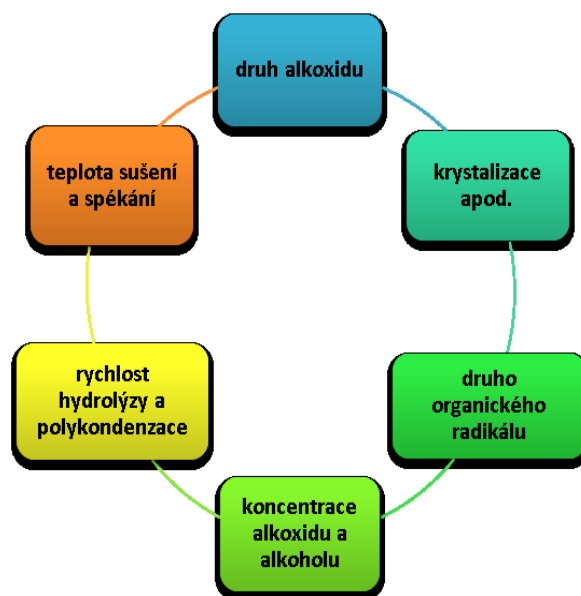 druh alkoxidu
krystalizace
apod.
druho
organického
radikálu
koncentrace
alkoxidu a
alkoholu
rychlost
hydrolýzy a
polykondenzace
teplota sušení
a spékání